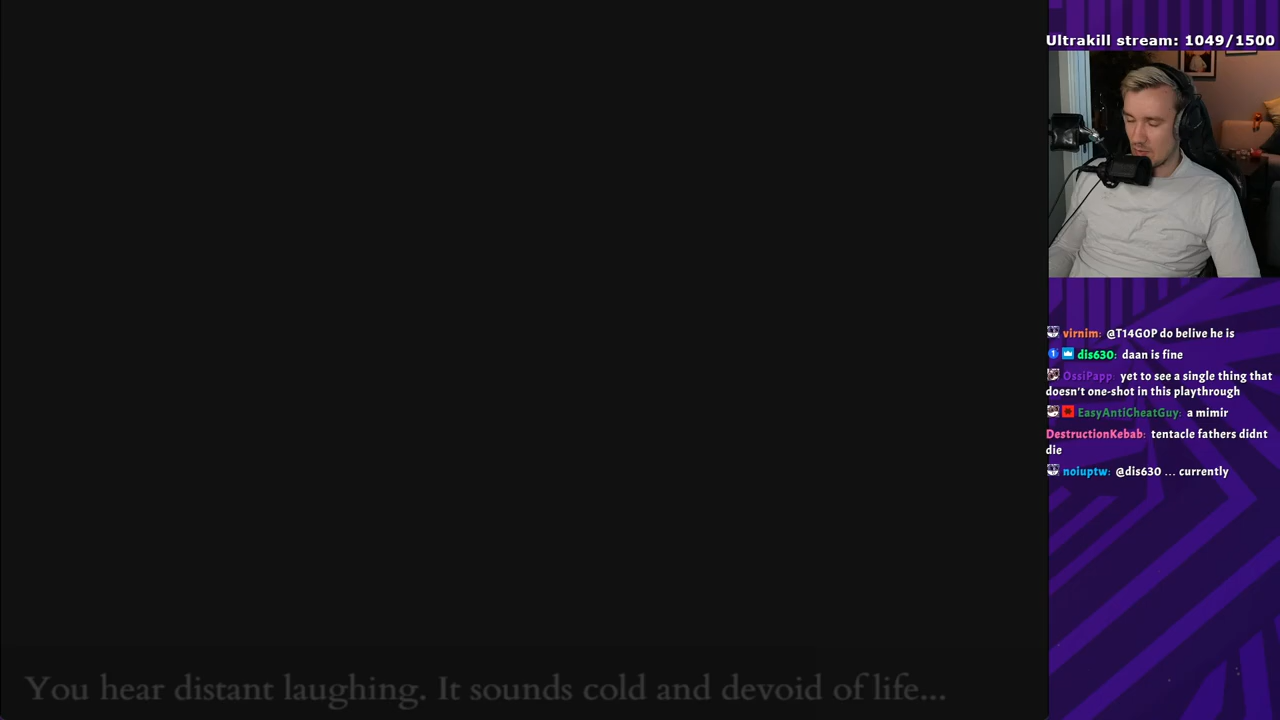 Ultrakill stream: 1049/1500
virnim: @T14G0P do belive he is
dis630: daan is fine
OssiPapp: yet to see a single thing that
doesn't one-shot in this playthrough
EasyAntiCheatGuy: a mimir
DestructionKebab: tentacle fathers didnt
die
noiuptw: @dis630 ... currently
You hear distant laughing. It sounds cold and devoid of life...